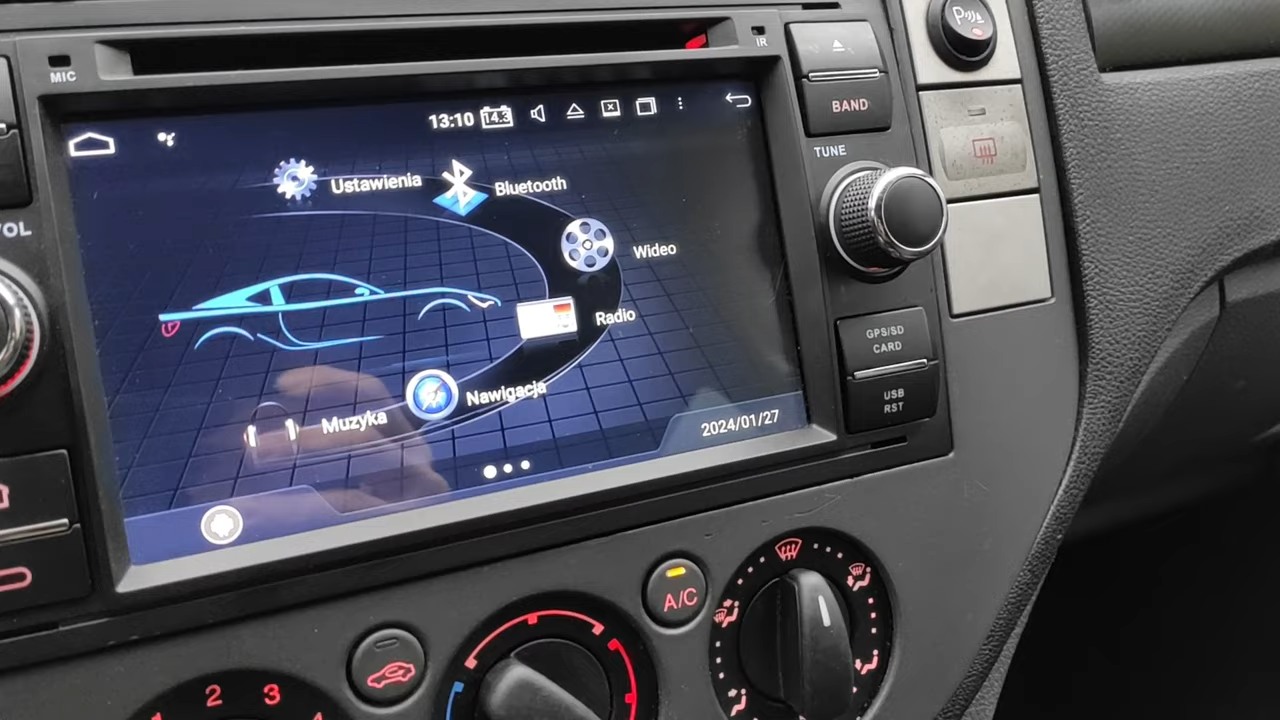 MIC
IR
VOL
13:10
14.3
Ustawienia
Bluetooth
Wideo
Radio
Nawigacja
Muzyka
2024/01/27
BAND
TUNE
GPS/SD
CARD
USB
RST
P
A/C
2
3